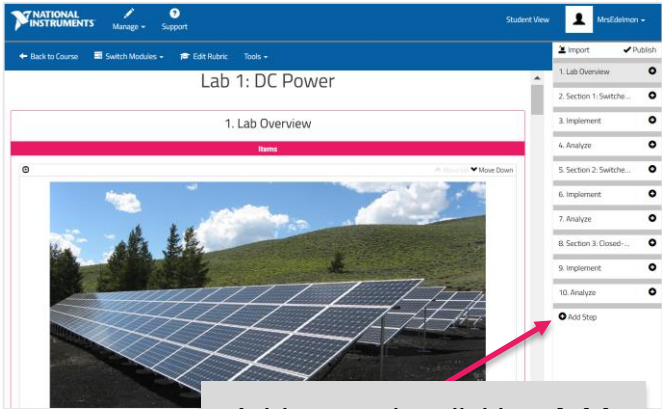 NATIONAL INSTRUMENTS
Manage
Support
Student View
MrsEdelmon
Back to Course
Switch Modules
Edit Rubric
Tools
Import
Publish
Lab 1: DC Power
1. Lab Overview
Items
Move Down
1. Lab Overview
2. Section 1: Switche...
3. Implement
4. Analyze
5. Section 2: Switche...
6. Implement
7. Analyze
8. Section 3: Closed-...
9. Implement
10. Analyze
Add Step